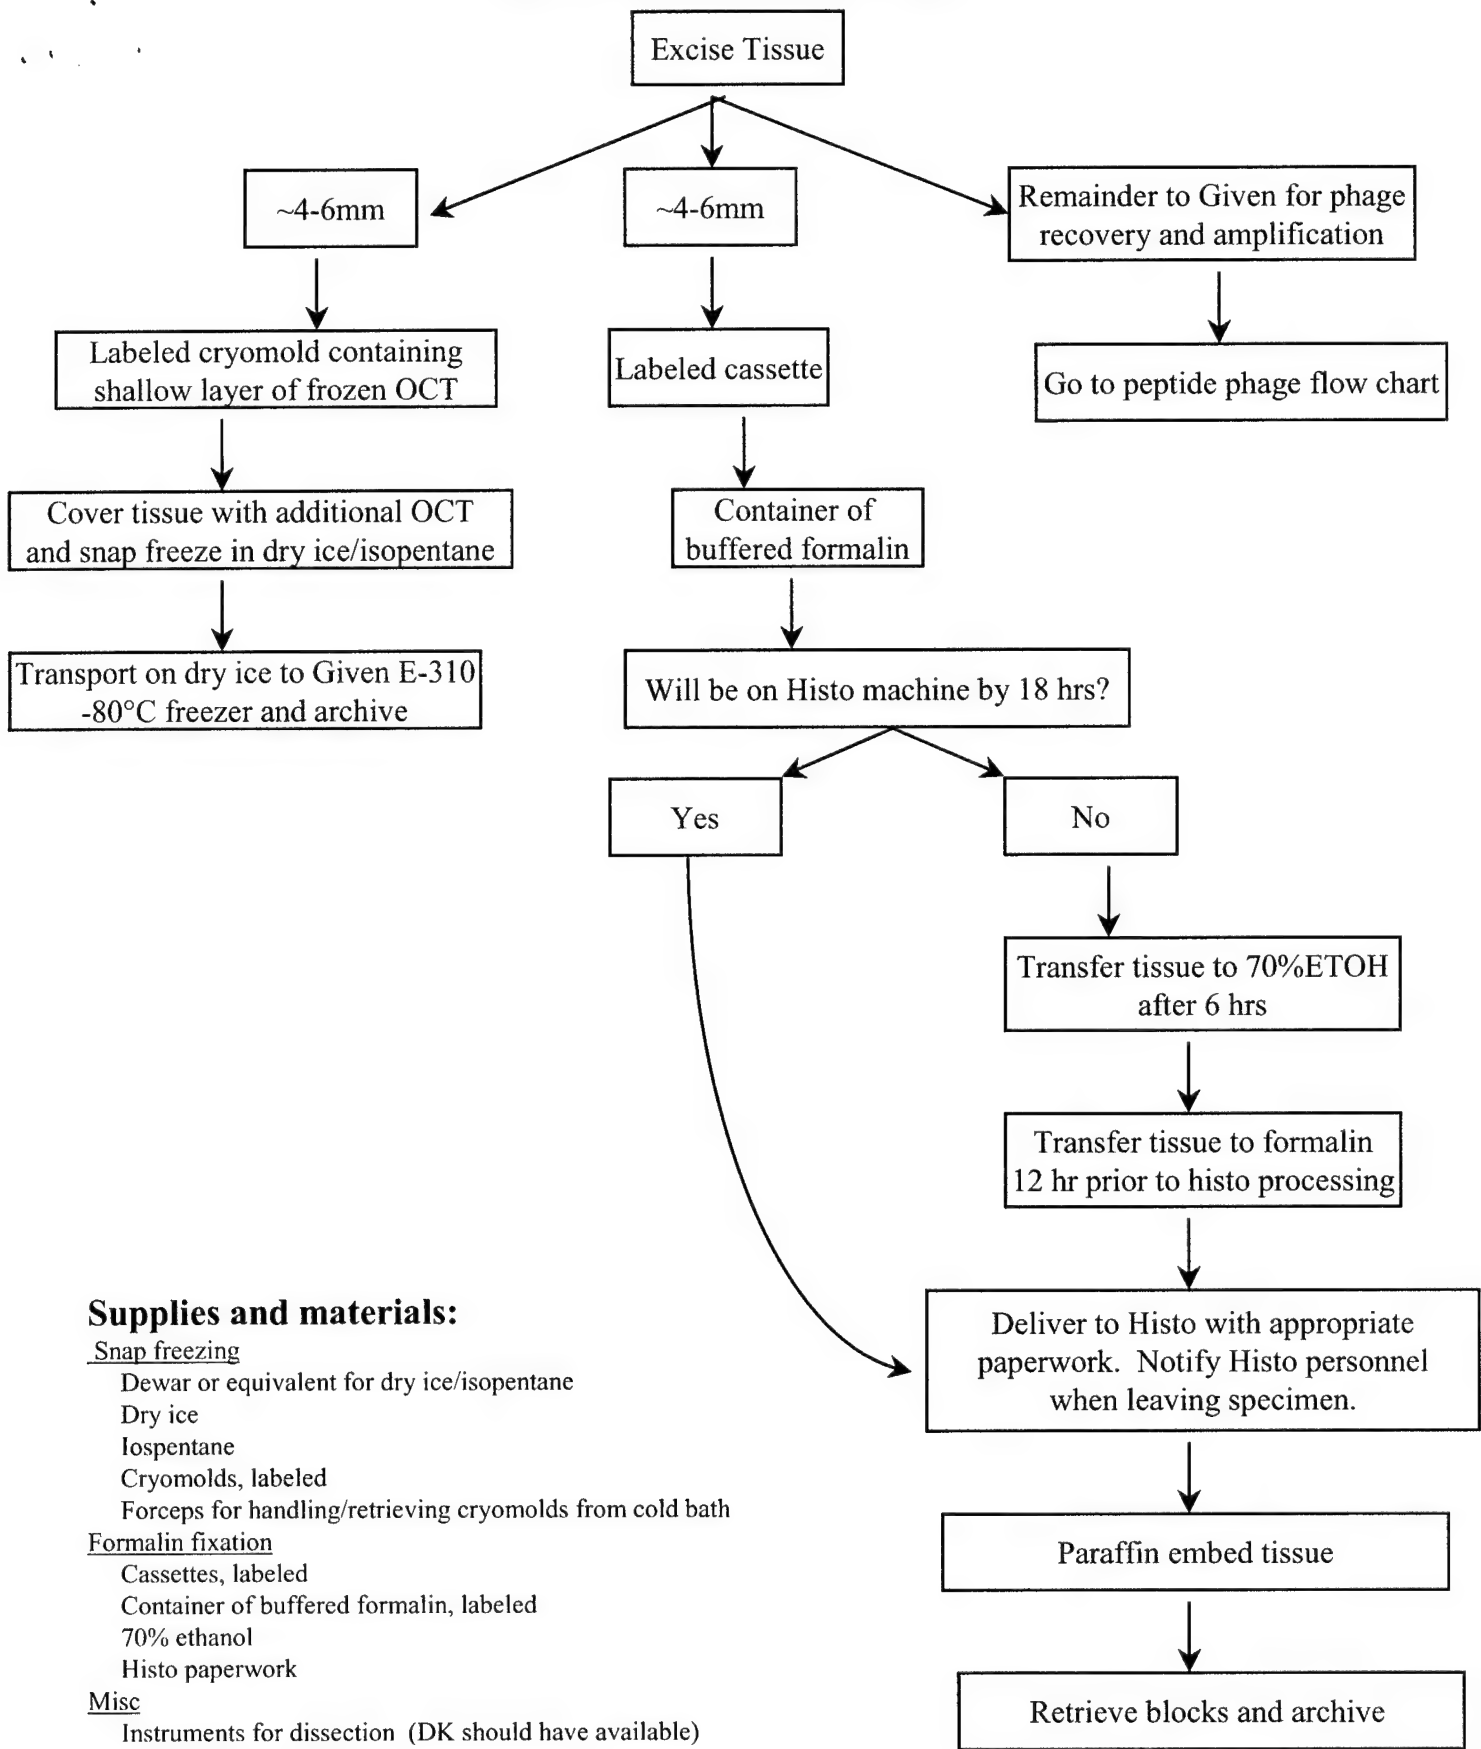 Excise Tissue
~4-6mm
~4-6mm
Remainder to Given for phage
recovery and amplification
Labeled cryomold containing
shallow layer of frozen OCT
Labeled cassette
Go to peptide phage flow chart
Cover tissue with additional OCT
and snap freeze in dry ice/isopentane
Container of
buffered formalin
Transport on dry ice to Given E-310
-80°C freezer and archive
Will be on Histo machine by 18 hrs?
Yes
No
Transfer tissue to 70%ETOH
after 6 hrs
Transfer tissue to formalin
12 hr prior to histo processing
Deliver to Histo with appropriate
paperwork. Notify Histo personnel
when leaving specimen.
Paraffin embed tissue
Retrieve blocks and archive
Supplies and materials:
Snap freezing
Dewar or equivalent for dry ice/isopentane
Dry ice
Iospentane
Cryomolds, labeled
Forceps for handling/retrieving cryomolds from cold bath
Formalin fixation
Cassettes, labeled
Container of buffered formalin, labeled
70% ethanol
Histo paperwork
Misc
Instruments for dissection (DK should have available)